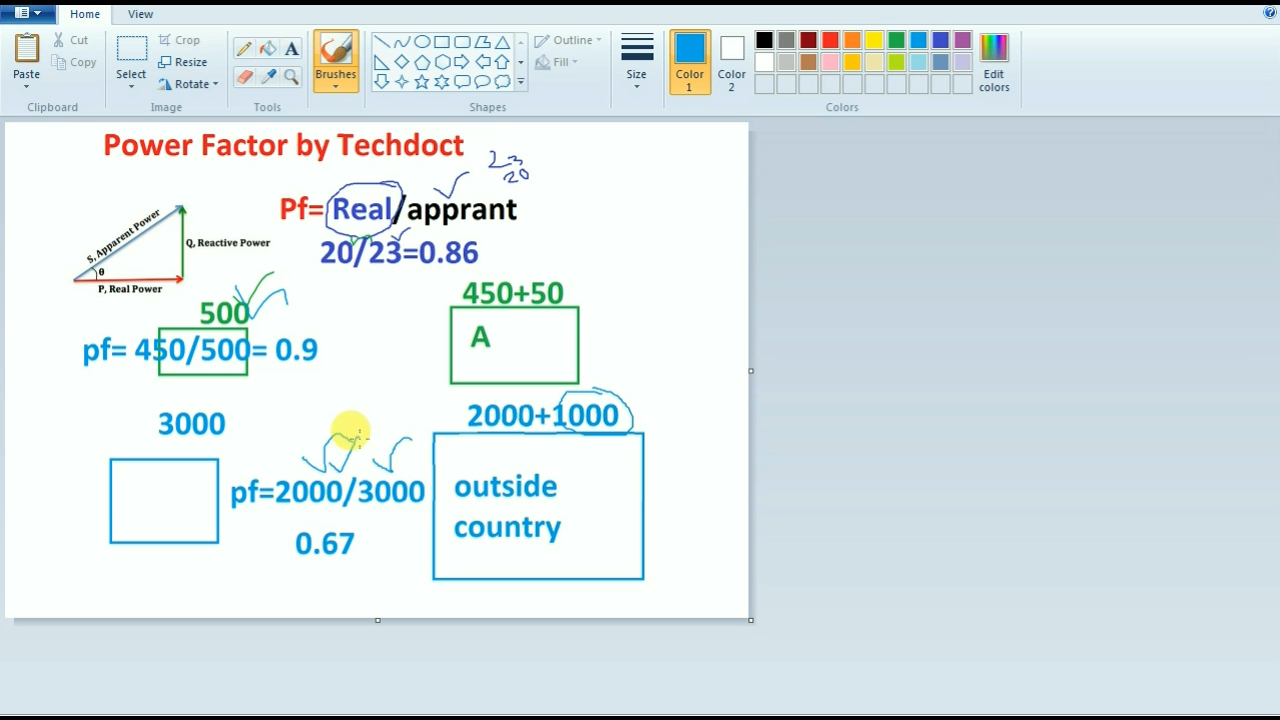 Home
View
Paste
Cut
Copy
Clipboard
Select
Crop
Resize
Rotate
Image
A
Tools
Brushes
Shapes
Outline
Fill
Size
Color 1
Color 2
Edit colors
Colors
Power Factor by Techdoct
23
20
Pf= Real/apprant
20/23=0.86
S, Apparent Power
Q, Reactive Power
θ
P, Real Power
500
pf= 450/500= 0.9
450+50
A
3000
2000+1000
pf=2000/3000
0.67
outside
country